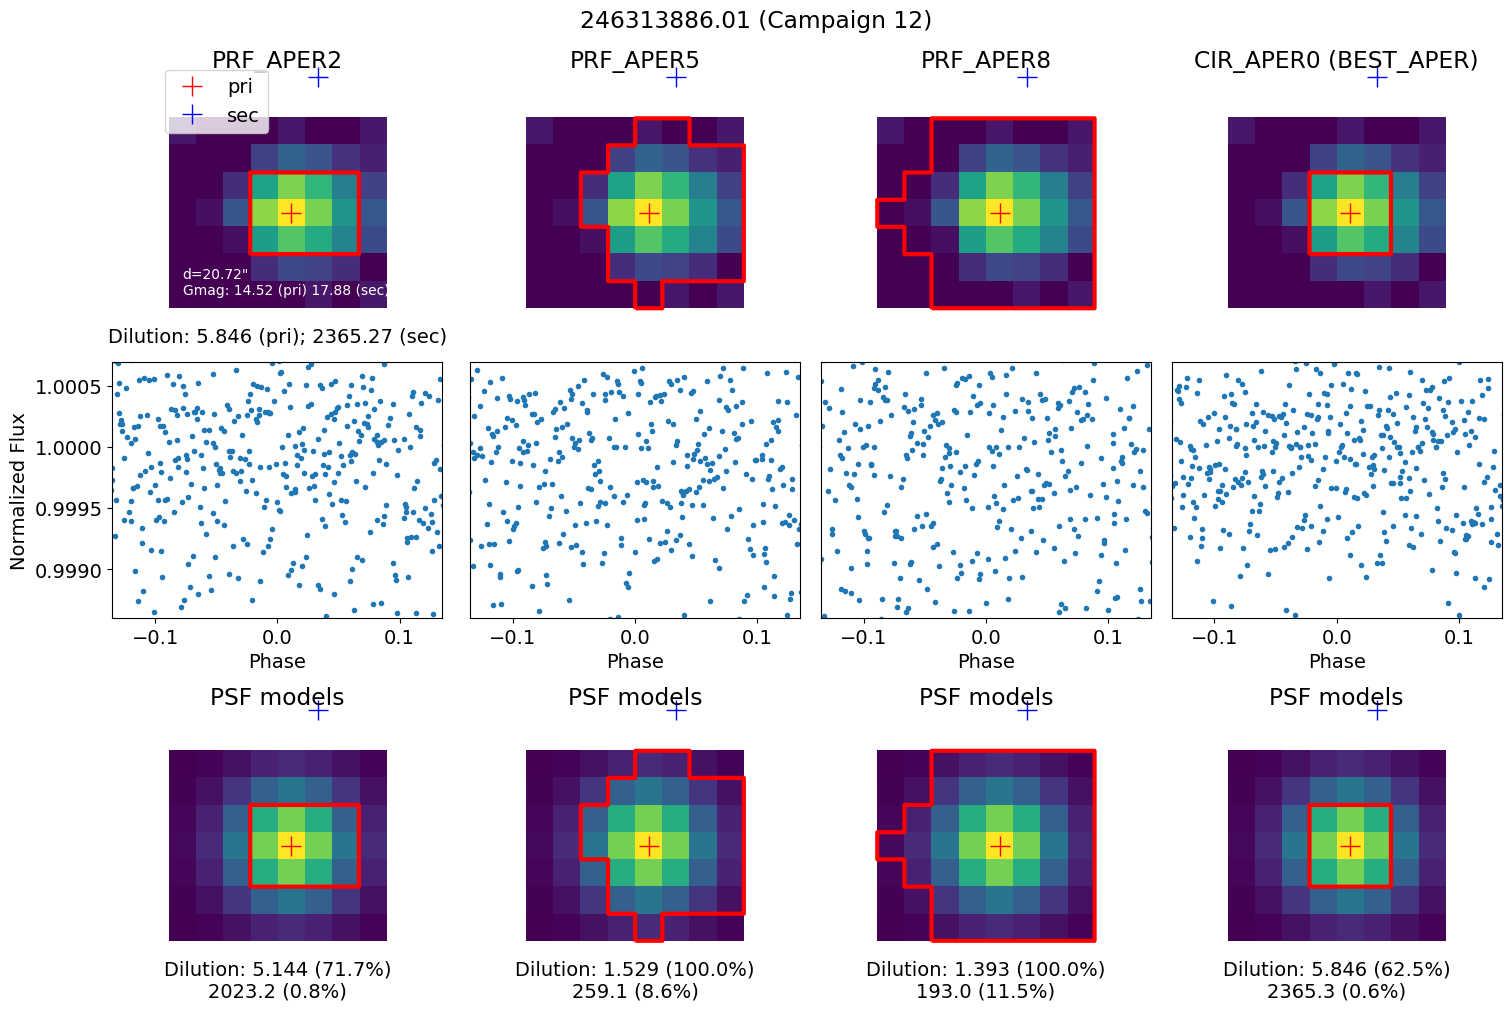 246313886.01 (Campaign 12)
PRF_APER2
PRF_APER5
PRF_APER8
CIR_APER0 (BEST_APER)
pri
sec
d=20.72"
Gmag: 14.52 (pri) 17.88 (sec)
Dilution: 5.846 (pri); 2365.27 (sec)
Normalized Flux
1.0005
1.0000
0.9995
0.9990
−0.1 0.0 0.1
−0.1 0.0 0.1
−0.1 0.0 0.1
−0.1 0.0 0.1
Phase
Phase
Phase
Phase
PSF models
PSF models
PSF models
PSF models
Dilution: 5.144 (71.7%)
2023.2 (0.8%)
Dilution: 1.529 (100.0%)
259.1 (8.6%)
Dilution: 1.393 (100.0%)
193.0 (11.5%)
Dilution: 5.846 (62.5%)
2365.3 (0.6%)